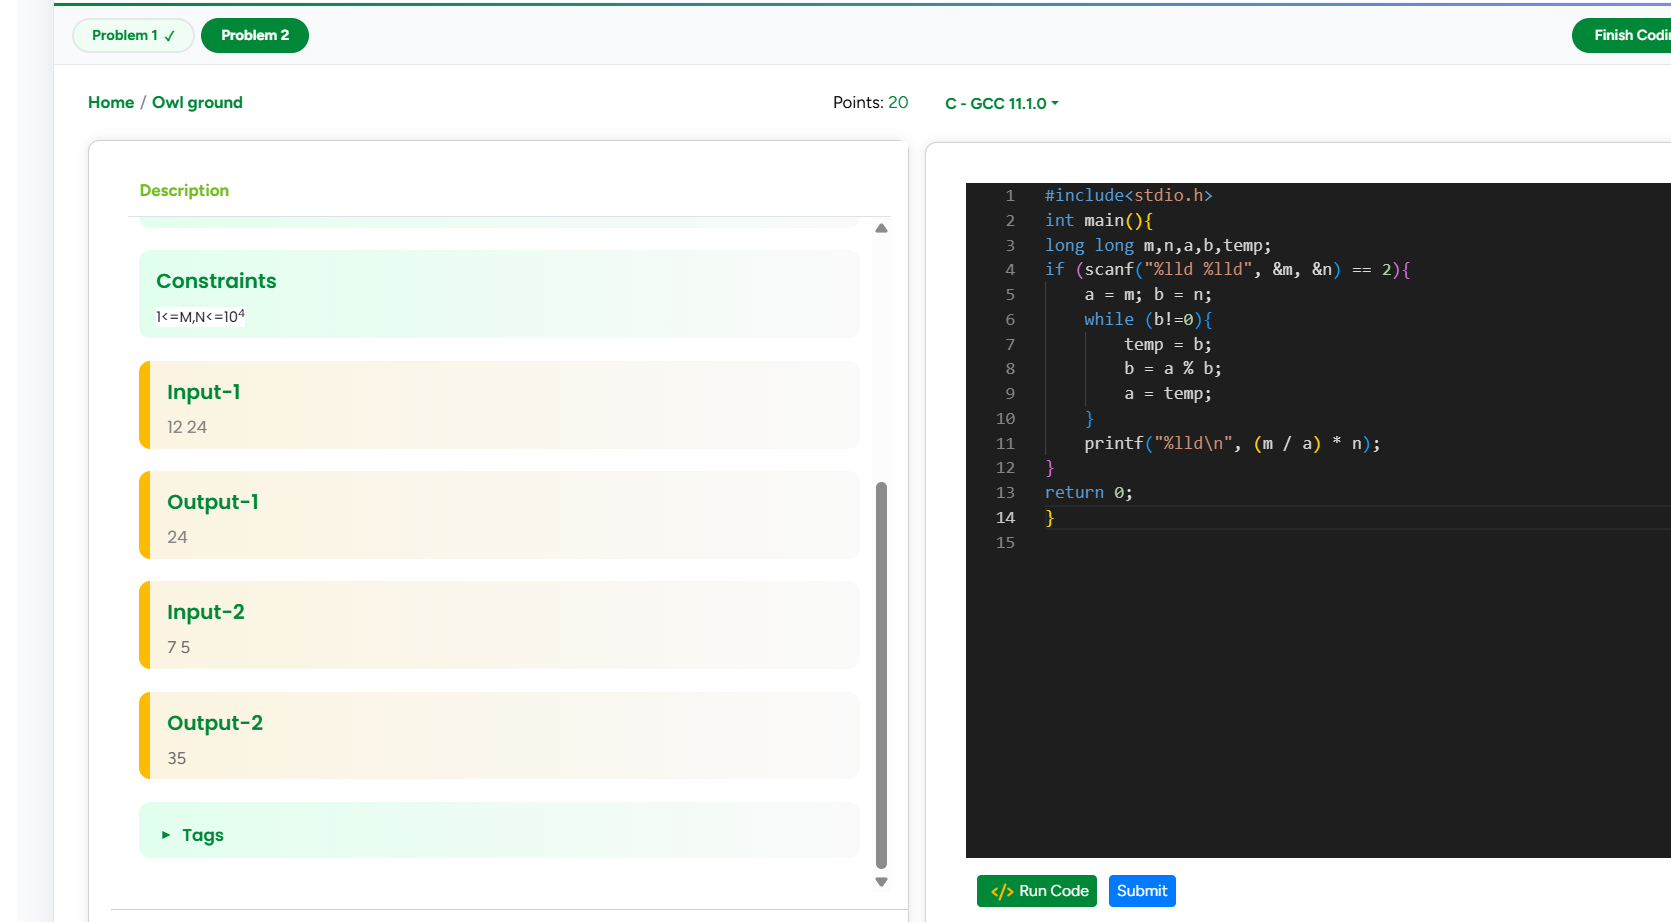 Problem 1 ✓
Problem 2
Finish Codin
Home / Owl ground
Points: 20
C - GCC 11.1.0
Description
Constraints
1<=M,N<=10⁴
Input-1
12 24
Output-1
24
Input-2
7 5
Output-2
35
Tags
1 #include<stdio.h>
2 int main(){
3 long long m,n,a,b,temp;
4 if (scanf("%lld %lld", &m, &n) == 2){
5     a = m; b = n;
6     while (b!=0){
7         temp = b;
8         b = a % b;
9         a = temp;
10     }
11     printf("%lld\n", (m / a) * n);
12 }
13 return 0;
14 }
15
</> Run Code
Submit